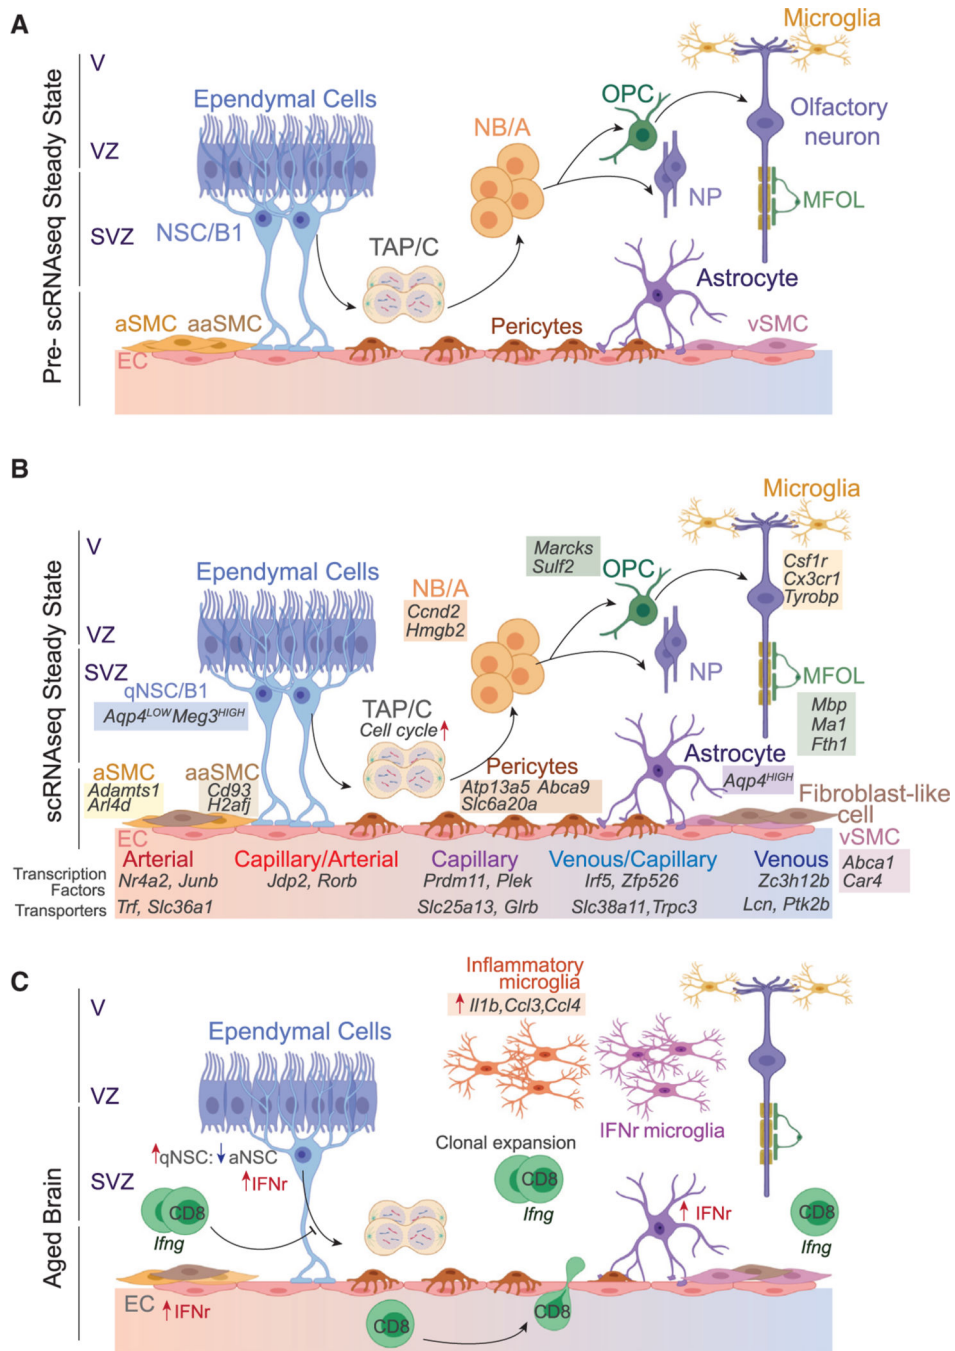 A
Pre- scRNAseq Steady State
V
VZ
SVZ
Ependymal Cells
NSC/B1
TAP/C
NB/A
OPC
NP
Microglia
Olfactory
neuron
MFOL
Astrocyte
aSMC
aaSMC
Pericytes
vSMC
EC
B
scRNAseq Steady State
V
VZ
SVZ
Ependymal Cells
qNSC/B1
Aqp4LOW Meg3HIGH
TAP/C
Cell cycle ↑
NB/A
Ccnd2
Hmgb2
Marcks
Sulf2
OPC
NP
Microglia
Csf1r
Cx3cr1
Tyrobp
MFOL
Mbp
Ma1
Fth1
Astrocyte
Aqp4HIGH
aSMC
Adamts1
Arl4d
aaSMC
Cd93
H2afj
Pericytes
Atp13a5 Abca9
Slc6a20a
Fibroblast-like
cell
vSMC
Abca1
Car4
EC
Arterial
Capillary/Arterial
Capillary
Venous/Capillary
Venous
Transcription
Factors
Nr4a2, Junb
Jdp2, Rorb
Prdm11, Plek
Irf5, Zfp526
Zc3h12b
Transporters
Trf, Slc36a1
Slc25a13, Glrb
Slc38a11,Trpc3
Lcn, Ptk2b
C
Aged Brain
V
VZ
SVZ
Ependymal Cells
↑qNSC:↓aNSC
↑IFNr
CD8
Ifng
Inflammatory
microglia
↑ Il1b,Ccl3,Ccl4
IFNr microglia
Clonal expansion
CD8
Ifng
↑ IFNr
CD8
Ifng
EC ↑IFNr
CD8
CD8